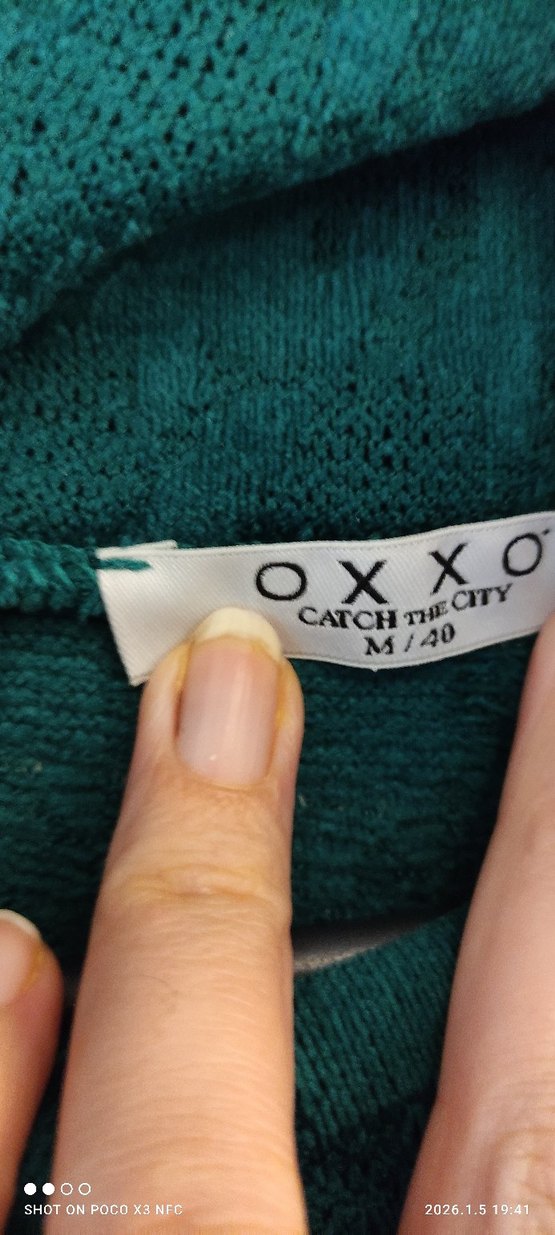 OXXO
CATCH THE CITY
M / 40
SHOT ON POCO X3 NFC
2026.1.5 19:41